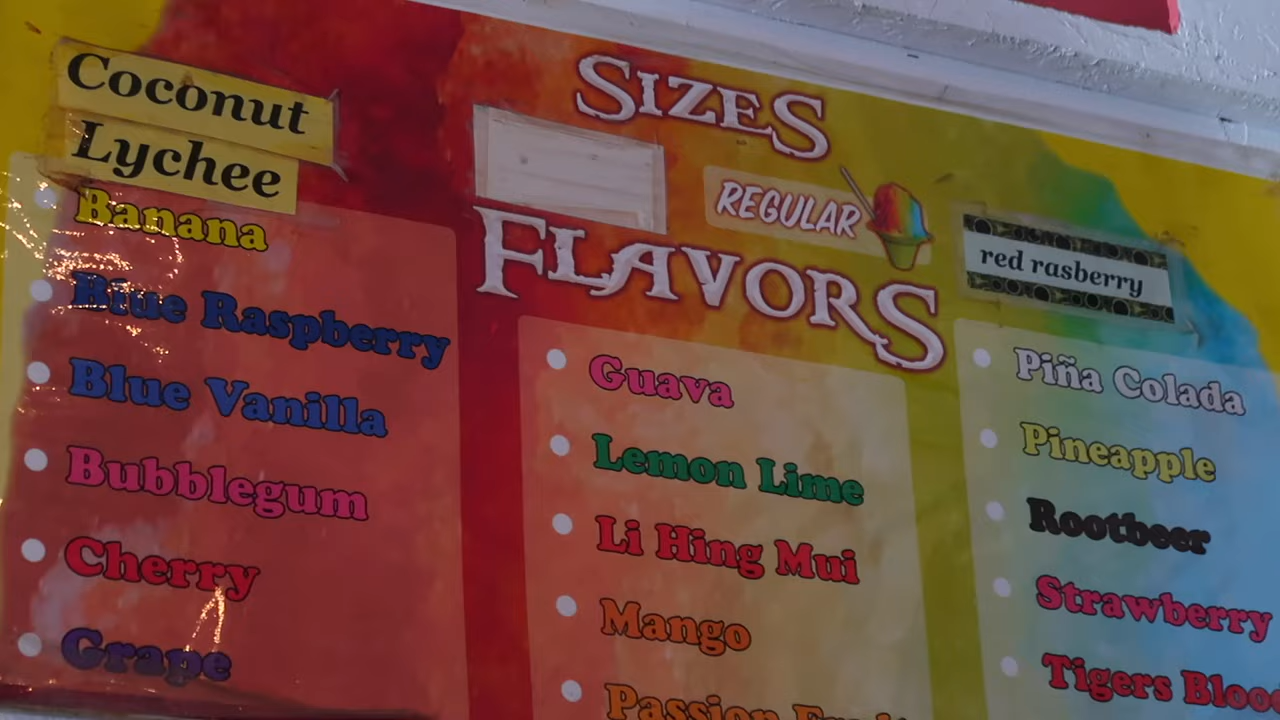 Coconut
Lychee
Banana
Blue Raspberry
Blue Vanilla
Bubblegum
Cherry
Grape
SIZES
REGULAR
FLAVORS
Guava
Lemon Lime
Li Hing Mui
Mango
Passion Fruit
red rasberry
Piña Colada
Pineapple
Rootbeer
Strawberry
Tigers Blood